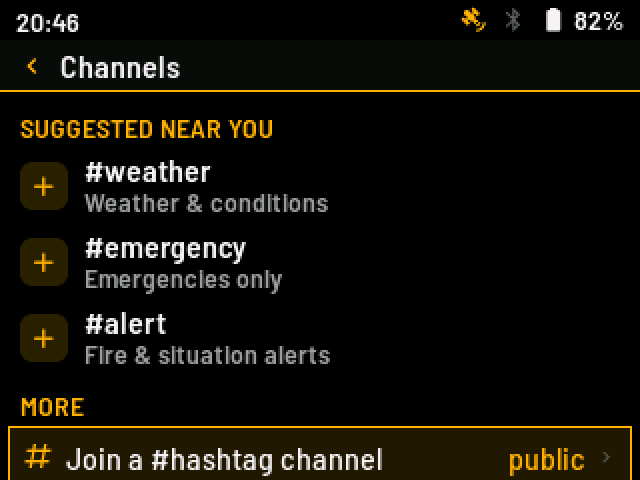 20:46
82%
Channels
SUGGESTED NEAR YOU
#weather
Weather & conditions
#emergency
Emergencies only
#alert
Fire & situation alerts
MORE
# Join a #hashtag channel public